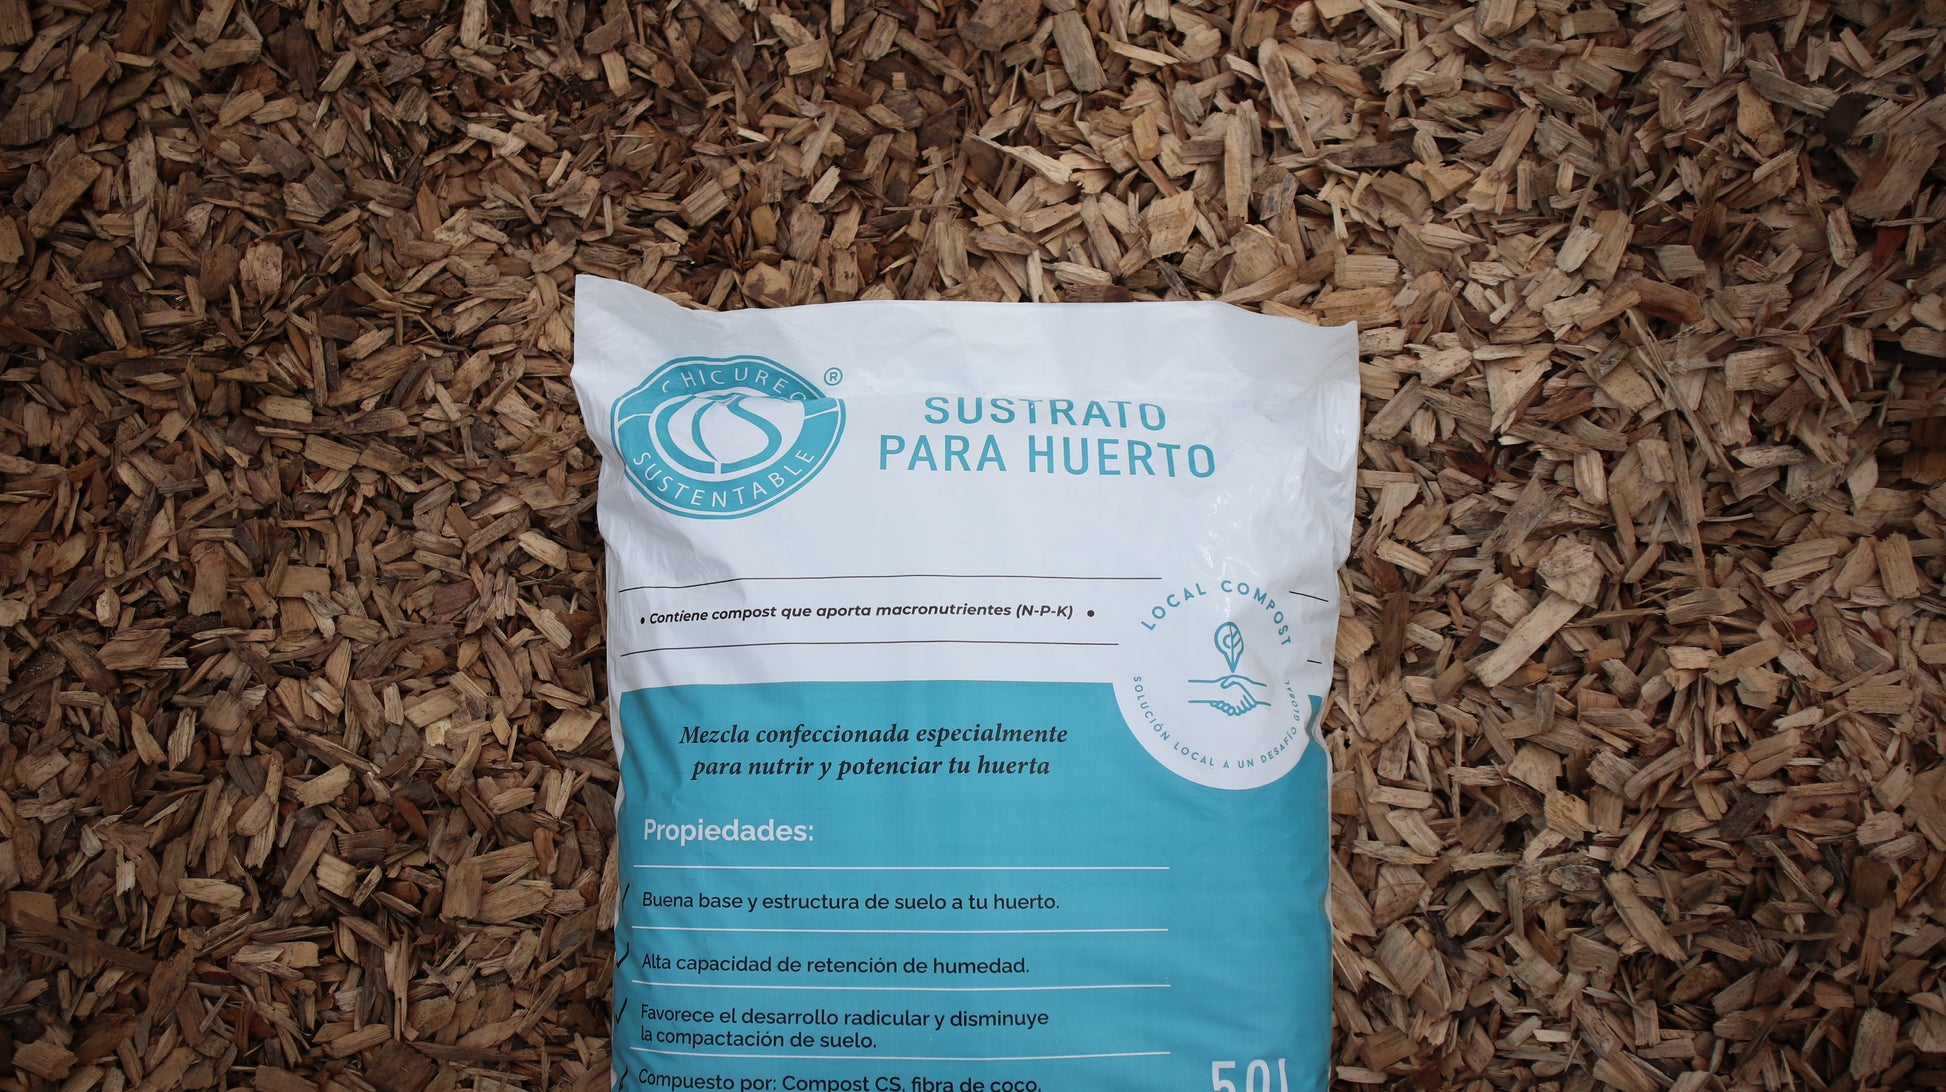 CHICUREO
SUSTENTABLE
CS
®
SUSTRATO
PARA HUERTO
• Contiene compost que aporta macronutrientes (N-P-K) •
LOCAL COMPOST
SOLUCIÓN LOCAL A UN DESAFÍO GLOBAL
Mezcla confeccionada especialmente
para nutrir y potenciar tu huerta
Propiedades:
Buena base y estructura de suelo a tu huerto.
Alta capacidad de retención de humedad.
Favorece el desarrollo radicular y disminuye
la compactación de suelo.
Compuesto por: Compost CS, fibra de coco,
50L